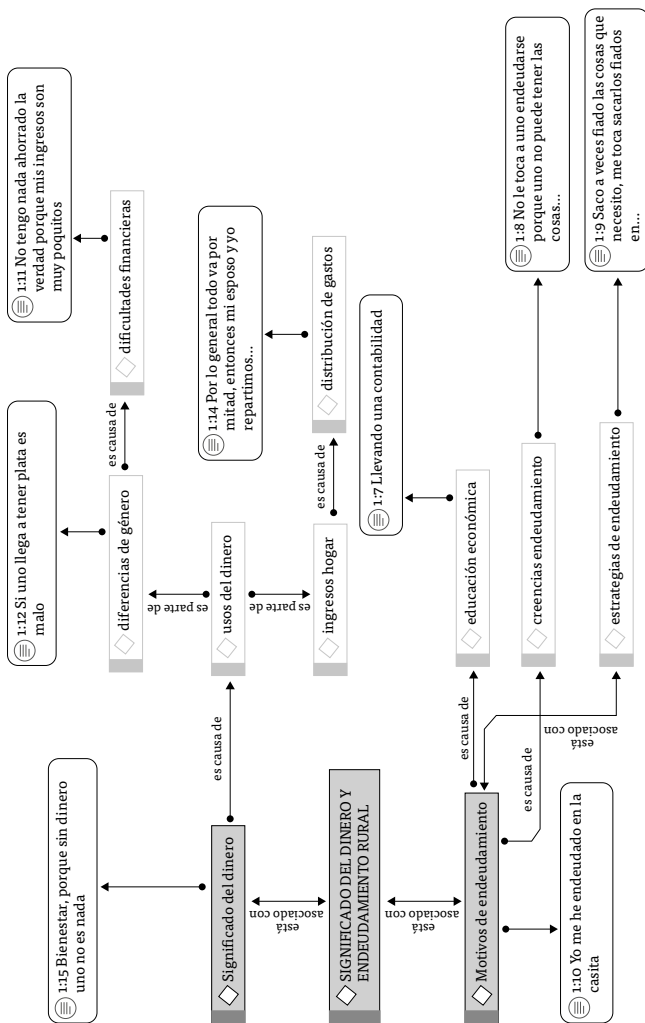 1:15 Bienestar, porque sin dinero
uno no es nada
Significado del dinero
está
asociado con
SIGNIFICADO DEL DINERO Y
ENDEUDAMIENTO RURAL
está
asociado con
Motivos de endeudamiento
1:10 Yo me he endeudado en la
casita
es causa de
es causa de
es causa de
está
asociado con
1:12 Si uno llega a tener plata es
malo
diferencias de género
es parte de
usos del dinero
es parte de
ingresos hogar
1:7 Llevando una contabilidad
educación económica
creencias endeudamiento
estrategias de endeudamiento
es causa de
es causa de
1:11 No tengo nada ahorrado la
verdad porque mis ingresos son
muy poquitos
dificultades financieras
1:14 Por lo general todo va por
mitad, entonces mi esposo y yo
repartimos...
distribución de gastos
1:8 No le toca a uno endeudarse
porque uno no puede tener las
cosas...
1:9 Saco a veces fiado las cosas que
necesito, me toca sacarlos fiados
en...